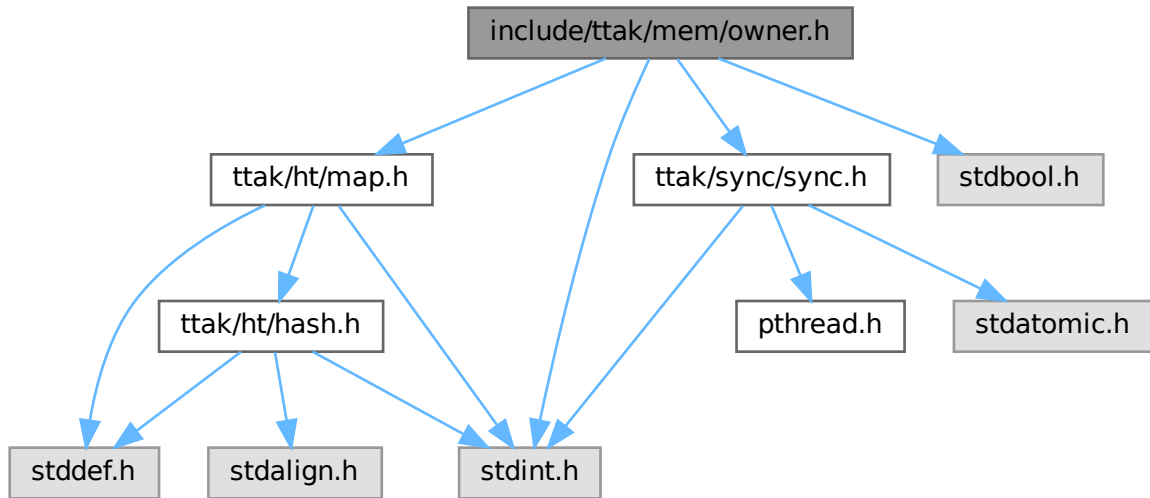 include/ttak/mem/owner.h
ttak/ht/map.h
ttak/sync/sync.h
stdbool.h
ttak/ht/hash.h
pthread.h
stdatomic.h
stddef.h
stdalign.h
stdint.h